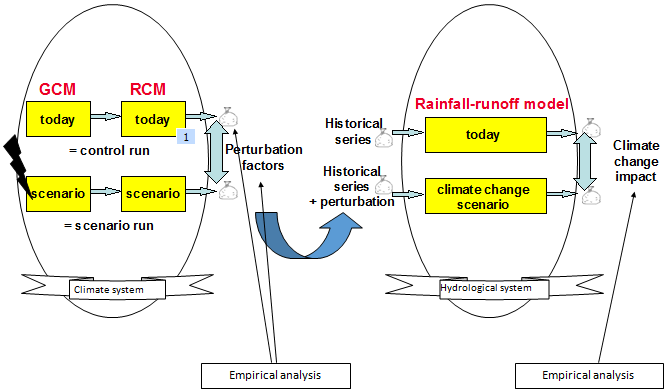 GCM
RCM
today
today
1
= control run
Perturbation
factors
scenario
scenario
= scenario run
Climate system
Empirical analysis
Rainfall-runoff model
Historical
series
today
Historical
series
+ perturbation
climate change
scenario
Climate
change
impact
Hydrological system
Empirical analysis